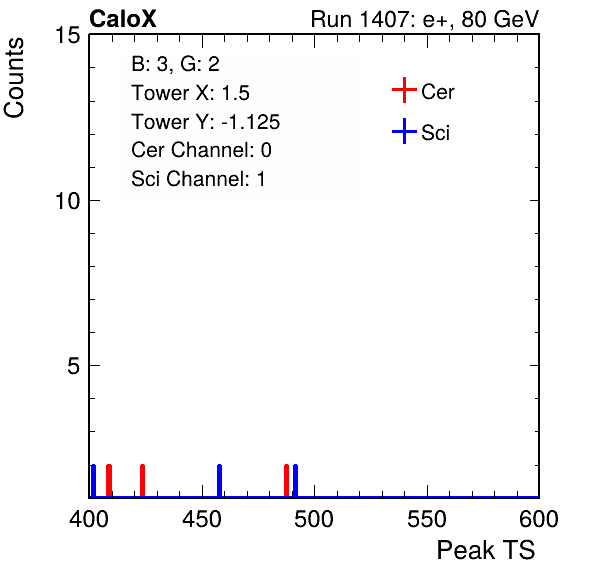 CaloX Run 1407: e+, 80 GeV
Counts
15
10
5
B: 3, G: 2
Tower X: 1.5
Tower Y: -1.125
Cer Channel: 0
Sci Channel: 1
Cer
Sci
400 450 500 550 600
Peak TS